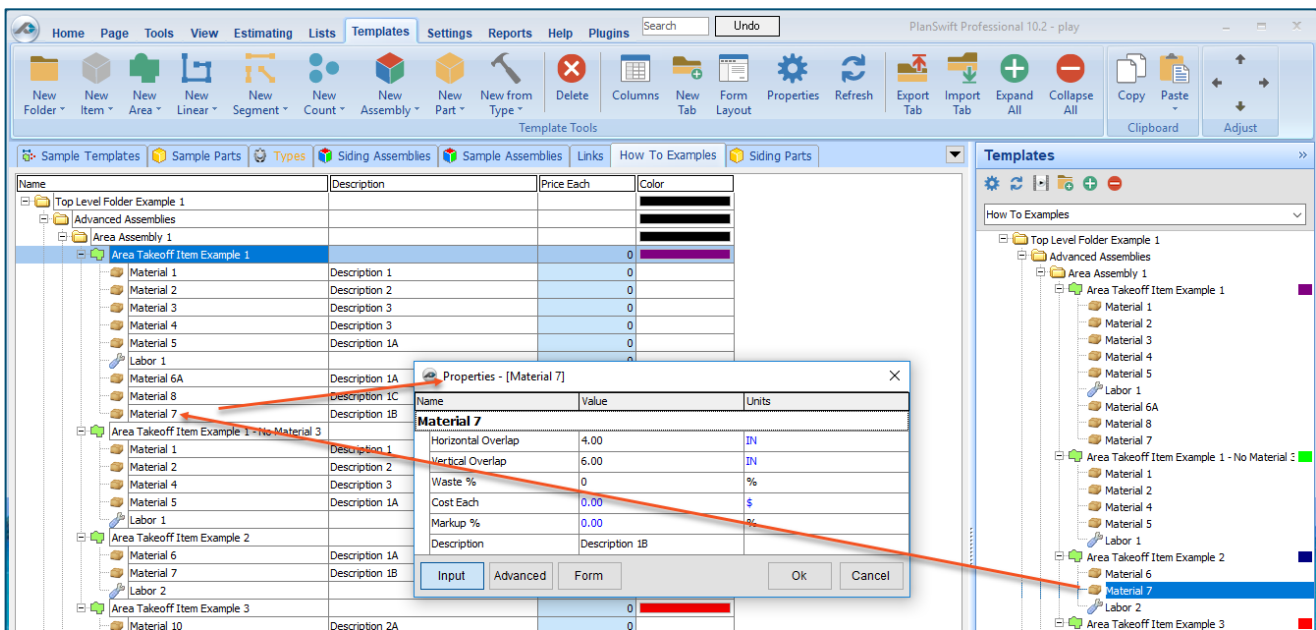 Home Page Tools View Estimating Lists Templates Settings Reports Help Plugins Search Undo PlanSwift Professional 10.2 - play
New Folder New Item New Area New Linear New Segment New Count New Assembly New Part New from Type Delete Columns New Tab Form Layout Properties Refresh Export Tab Import Tab Expand All Collapse All Copy Paste
Template Tools Clipboard Adjust
Sample Templates Sample Parts Types Siding Assemblies Sample Assemblies Links How To Examples Siding Parts
Name Description Price Each Color
Top Level Folder Example 1
Advanced Assemblies
Area Assembly 1
Area Takeoff Item Example 1 0
Material 1 Description 1 0
Material 2 Description 2 0
Material 3 Description 3 0
Material 4 Description 3 0
Material 5 Description 1A 0
Labor 1 0
Material 6A Description 1A
Material 8 Description 1C
Material 7 Description 1B
Area Takeoff Item Example 1 - No Material 3
Material 1 Description 1
Material 2 Description 2
Material 4 Description 3
Material 5 Description 1A
Labor 1
Area Takeoff Item Example 2
Material 6 Description 1A
Material 7 Description 1B
Labor 2
Area Takeoff Item Example 3 0
Material 10 Description 2A 0
Properties - [Material 7]
Name Value Units
Material 7
Horizontal Overlap 4.00 IN
Vertical Overlap 6.00 IN
Waste % 0 %
Cost Each 0.00 $
Markup % 0.00 %
Description Description 1B
Input Advanced Form Ok Cancel
Templates
How To Examples
Top Level Folder Example 1
Advanced Assemblies
Area Assembly 1
Area Takeoff Item Example 1
Material 1
Material 2
Material 3
Material 4
Material 5
Labor 1
Material 6A
Material 8
Material 7
Area Takeoff Item Example 1 - No Material 3
Material 1
Material 2
Material 4
Material 5
Labor 1
Area Takeoff Item Example 2
Material 6
Material 7
Labor 2
Area Takeoff Item Example 3